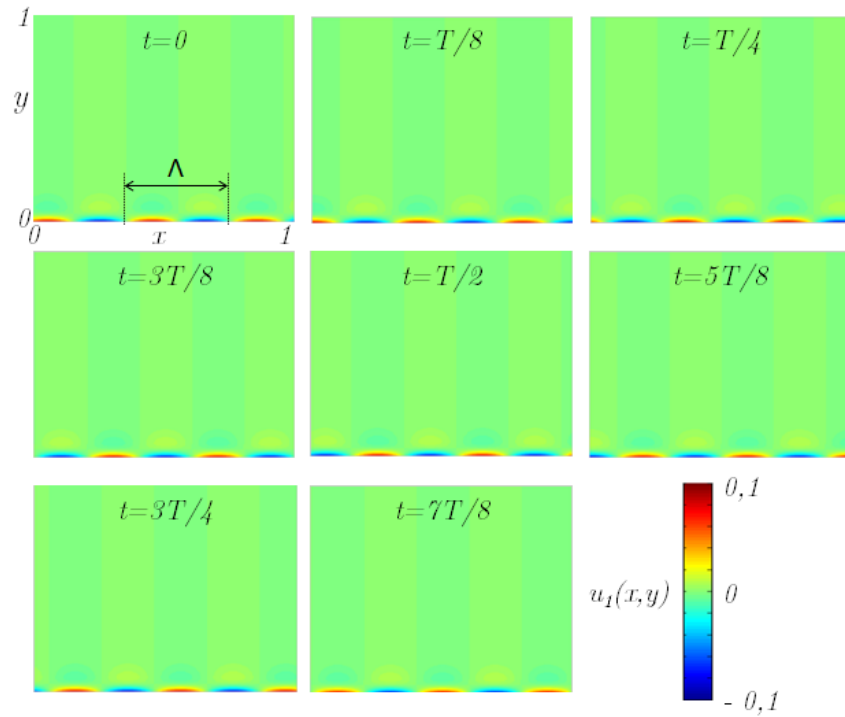 1
t=0
y
Λ
0
0
x
1
t=T/8
t=T/4
t=3T/8
t=T/2
t=5T/8
t=3T/4
t=7T/8
0,1
u₁(x,y)
0
- 0,1